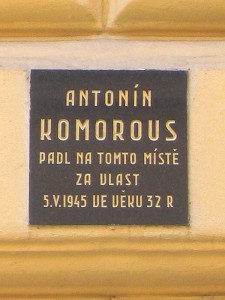 ANTONÍN
KOMOROUS
PADL NA TOMTO MÍSTĚ
ZA VLAST
5.V.1945 VE VĚKU 32 R